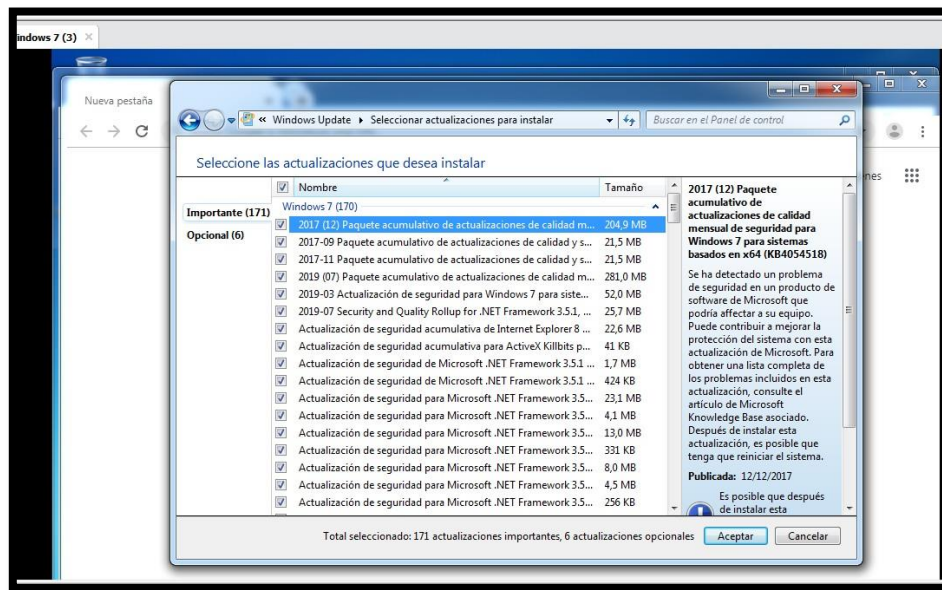 indows 7 (3)
Nueva pestaña
Windows Update
Seleccionar actualizaciones para instalar
Buscar en el Panel de control
nes
Seleccione las actualizaciones que desea instalar
Importante (171)
Opcional (6)
Nombre Tamaño
Windows 7 (170)
2017 (12) Paquete acumulativo de actualizaciones de calidad m... 204,9 MB
2017-09 Paquete acumulativo de actualizaciones de calidad y s... 21,5 MB
2017-11 Paquete acumulativo de actualizaciones de calidad y s... 21,5 MB
2019 (07) Paquete acumulativo de actualizaciones de calidad m... 281,0 MB
2019-03 Actualización de seguridad para Windows 7 para siste... 52,0 MB
2019-07 Security and Quality Rollup for .NET Framework 3.5.1, ... 25,7 MB
Actualización de seguridad acumulativa de Internet Explorer 8 ... 22,6 MB
Actualización de seguridad acumulativa para ActiveX Killbits p... 41 KB
Actualización de seguridad de Microsoft .NET Framework 3.5.1 ... 1,7 MB
Actualización de seguridad de Microsoft .NET Framework 3.5.1 ... 424 KB
Actualización de seguridad para Microsoft .NET Framework 3.5... 23,1 MB
Actualización de seguridad para Microsoft .NET Framework 3.5... 4,1 MB
Actualización de seguridad para Microsoft .NET Framework 3.5... 13,0 MB
Actualización de seguridad para Microsoft .NET Framework 3.5... 331 KB
Actualización de seguridad para Microsoft .NET Framework 3.5... 8,0 MB
Actualización de seguridad para Microsoft .NET Framework 3.5... 4,5 MB
Actualización de seguridad para Microsoft .NET Framework 3.5... 256 KB
2017 (12) Paquete
acumulativo de
actualizaciones de calidad
mensual de seguridad para
Windows 7 para sistemas
basados en x64 (KB4054518)
Se ha detectado un problema
de seguridad en un producto de
software de Microsoft que
podría afectar a su equipo.
Puede contribuir a mejorar la
protección del sistema con esta
actualización de Microsoft. Para
obtener una lista completa de
los problemas incluidos en esta
actualización, consulte el
artículo de Microsoft
Knowledge Base asociado.
Después de instalar esta
actualización, es posible que
tenga que reiniciar el sistema.
Publicada: 12/12/2017
Es posible que después
de instalar esta
Total seleccionado: 171 actualizaciones importantes, 6 actualizaciones opcionales
Aceptar
Cancelar